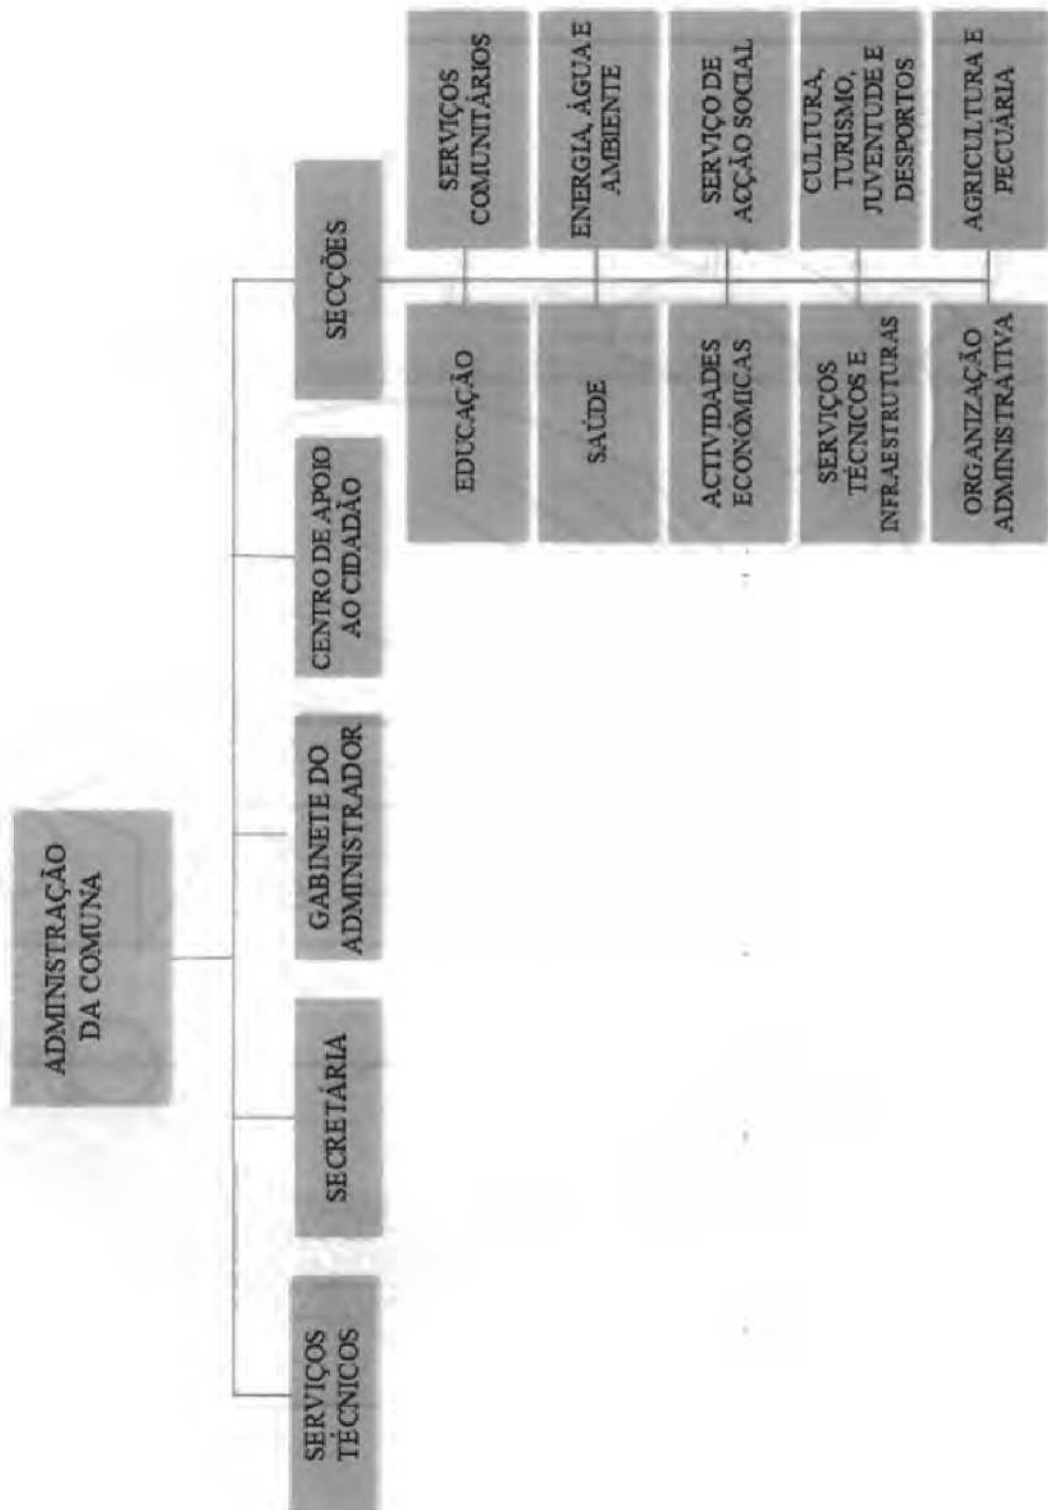 ADMINISTRAÇÃO
DA COMUNA
SERVIÇOS
TÉCNICOS
SECRETÁRIA
GABINETE DO
ADMINISTRADOR
CENTRO DE APOIO
AO CIDADÃO
SECÇÕES
EDUCAÇÃO
SERVIÇOS
COMUNITÁRIOS
SAÚDE
ENERGIA, ÁGUA E
AMBIENTE
ACTIVIDADES
ECONÓMICAS
SERVIÇO DE
ACÇÃO SOCIAL
SERVIÇOS
TÉCNICOS E
INFRAESTRUTURAS
CULTURA,
TURISMO,
JUVENTUDE E
DESPORTOS
ORGANIZAÇÃO
ADMINISTRATIVA
AGRICULTURA E
PECUÁRIA